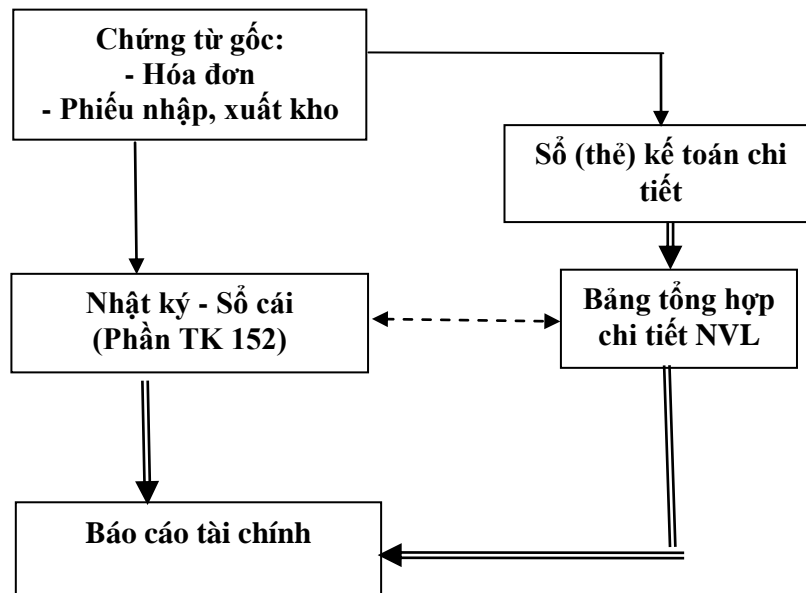 Chứng từ gốc:
- Hóa đơn
- Phiếu nhập, xuất kho
Sổ (thẻ) kế toán chi
tiết
Nhật ký - Sổ cái
(Phần TK 152)
Bảng tổng hợp
chi tiết NVL
Báo cáo tài chính